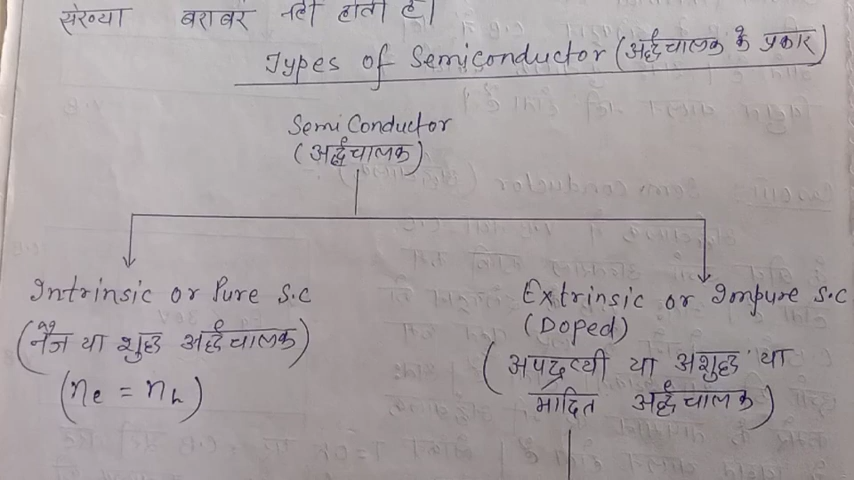 संख्या बराबर नहीं होती है।
Types of Semiconductor (अर्द्धचालक के प्रकार)
Semi Conductor
(अर्द्धचालक)
Intrinsic or Pure S.C
(नैज या शुद्ध अर्द्धचालक)
(ne = nh)
Extrinsic or Impure S.C
(Doped)
(अपद्रव्यी या अशुद्ध या
मादित अर्द्धचालक)